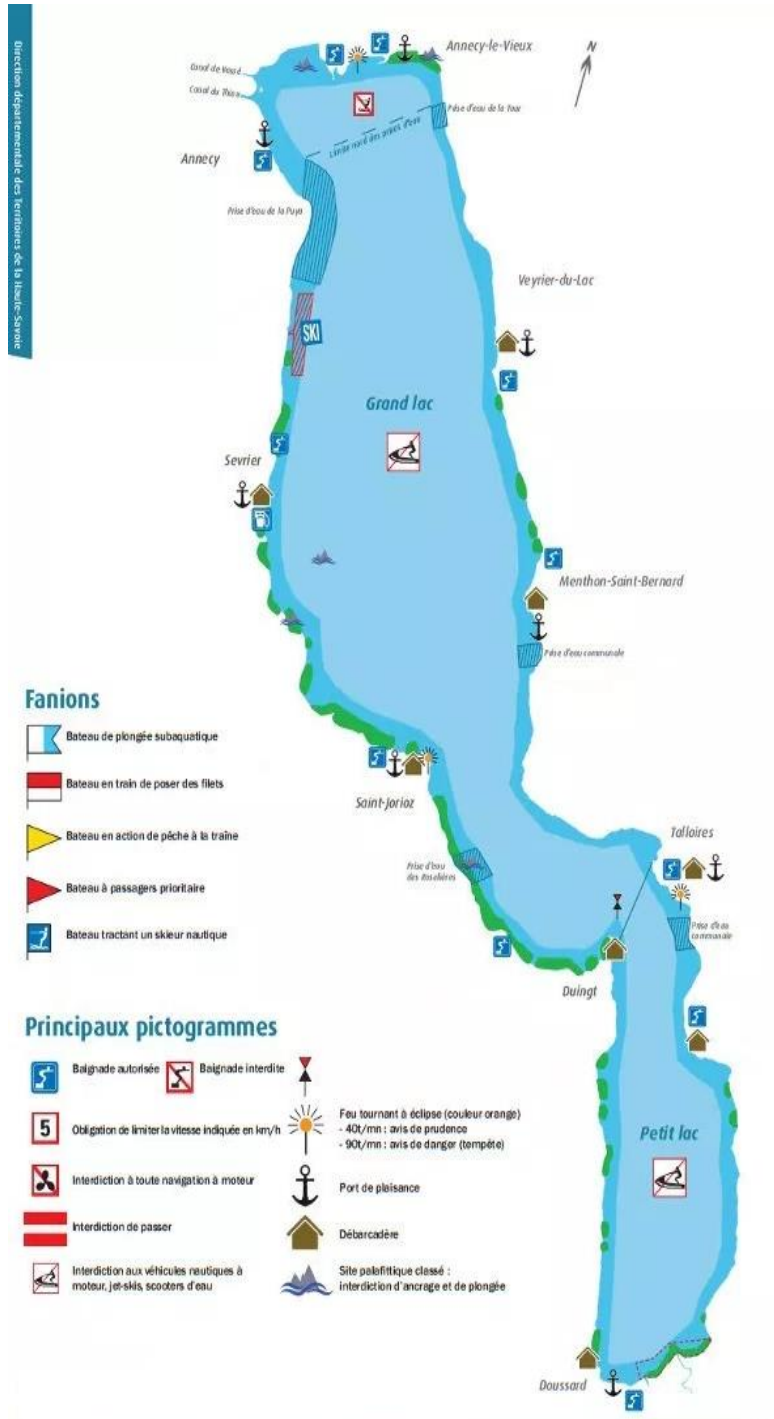 Direction départementale des Territoires de la Haute-Savoie
N
Annecy-le-Vieux
Canal du Thiou
Prise d'eau de la Tour
Limite nord des prises d'eau
Annecy
Prise d'eau de la Puya
Veyrier-du-Lac
SKI
Grand lac
Sevrier
Menthon-Saint-Bernard
Prise d'eau communale
Fanions
Bateau de plongée subaquatique
Bateau en train de poser des filets
Bateau en action de pêche à la traîne
Bateau à passagers prioritaire
Bateau tractant un skieur nautique
Saint-Jorioz
Talloires
Prise d'eau
des Roselières
Prise d'eau
communale
Duingt
Principaux pictogrammes
Baignade autorisée
Baignade interdite
5
Obligation de limiter la vitesse indiquée en km/h
Interdiction à toute navigation à moteur
Interdiction de passer
Interdiction aux véhicules nautiques à
moteur, jet-skis, scooters d'eau
Feu tournant à éclipse (couleur orange)
- 40t/mn : avis de prudence
- 90t/mn : avis de danger (tempête)
Port de plaisance
Débarcadère
Site palafittique classé :
interdiction d'ancrage et de plongée
Petit lac
Doussard